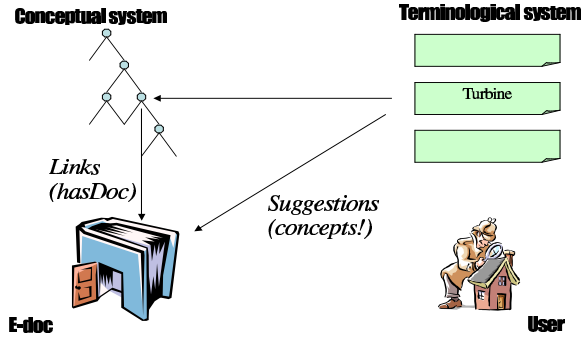 Conceptual system
Terminological system
Turbine
Links
(hasDoc)
Suggestions
(concepts!)
E-doc
User